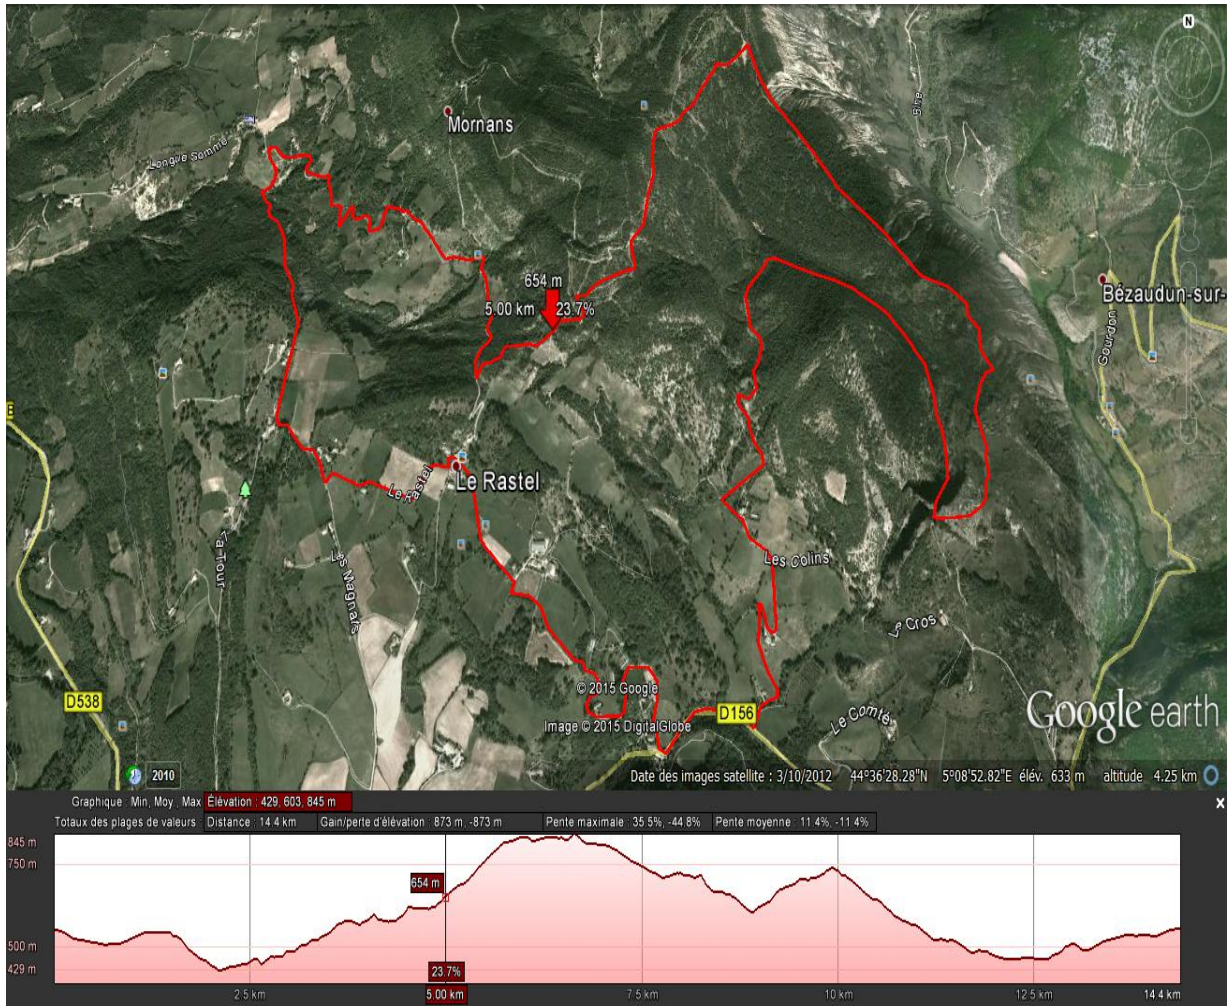 N
Mornans
Longue Somme
Bine
654 m
5.00 km 23.7%
Bézaudun-sur-
Gourdon
Le Rastel
Le Rastel
La Trour
Les Magnats
Les Colins
Le Cros
© 2015 Google
D538
D156
Le Comté
Image © 2015 DigitalGlobe
Google earth
2010
Date des images satellite : 3/10/2012 44°36'28.28"N 5°08'52.82"E élév. 633 m altitude 4.25 km
Graphique : Min, Moy., Max Élévation : 429, 603, 845 m
x
Totaux des plages de valeurs : Distance : 14.4 km Gain/perte d'élévation : 873 m, -873 m Pente maximale : 35.5%, -44.8% Pente moyenne : 11.4%, -11.4%
845 m
750 m
654 m
500 m
429 m
23.7%
2.5 km 5.00 km 7.5 km 10 km 12.5 km 14.4 km